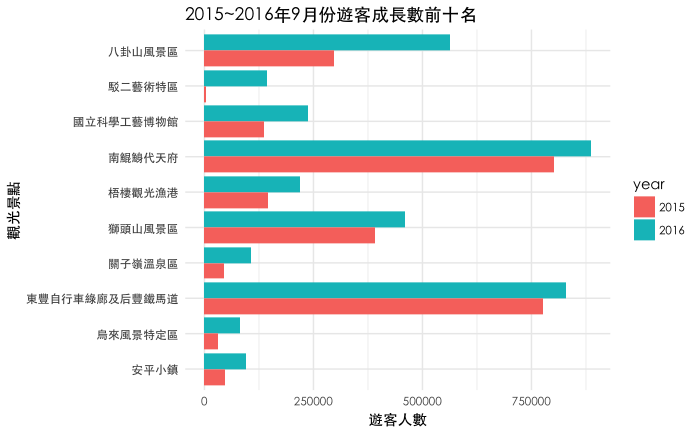 2015~2016年9月份遊客成長數前十名
八卦山風景區
駁二藝術特區
國立科學工藝博物館
南鯤鯓代天府
梧棲觀光漁港
獅頭山風景區
關子嶺溫泉區
東豐自行車綠廊及后豐鐵馬道
烏來風景特定區
安平小鎮
觀光景點
0 250000 500000 750000
遊客人數
year
2015
2016